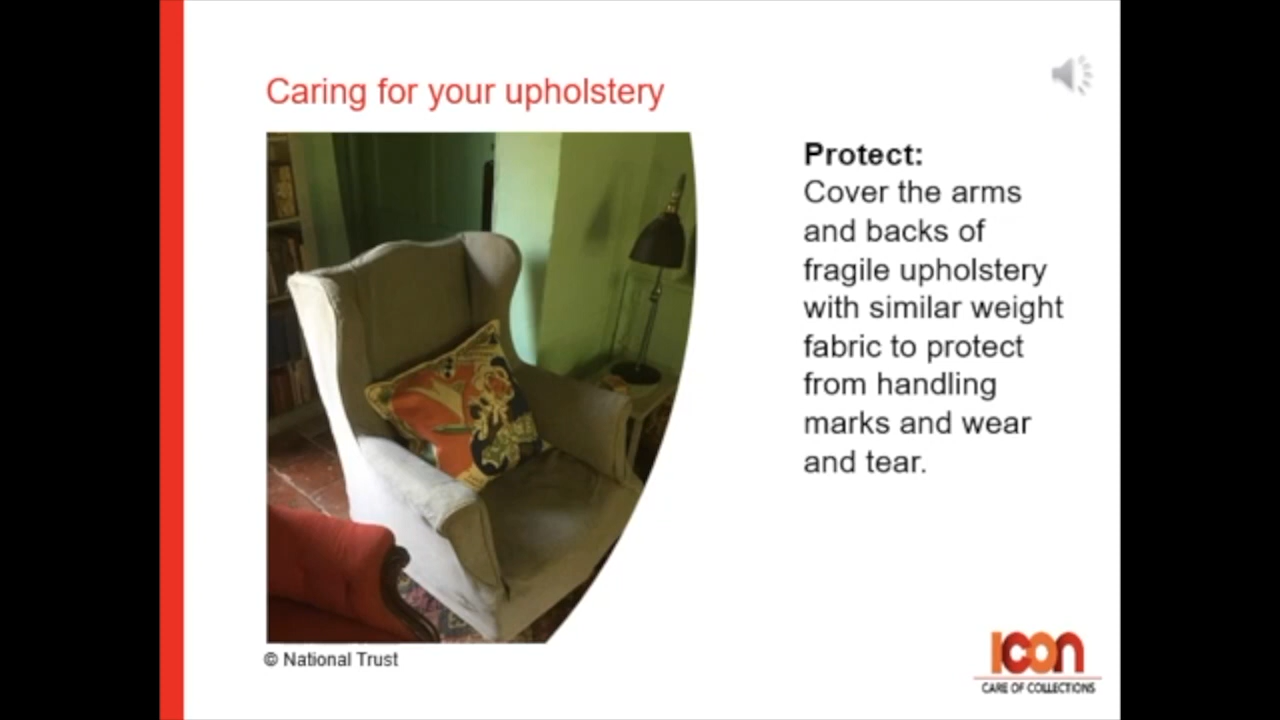 Caring for your upholstery
Protect:
Cover the arms
and backs of
fragile upholstery
with similar weight
fabric to protect
from handling
marks and wear
and tear.
© National Trust
Icon
CARE OF COLLECTIONS